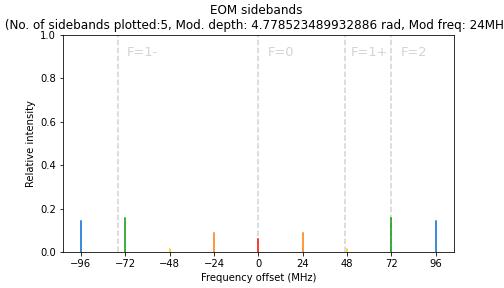 EOM sidebands
(No. of sidebands plotted:5, Mod. depth: 4.778523489932886 rad, Mod freq: 24MH
1.0
F=1-
F=0
F=1+
F=2
0.8
0.6
0.4
0.2
0.0
Relative intensity
−96 −72 −48 −24 0 24 48 72 96
Frequency offset (MHz)